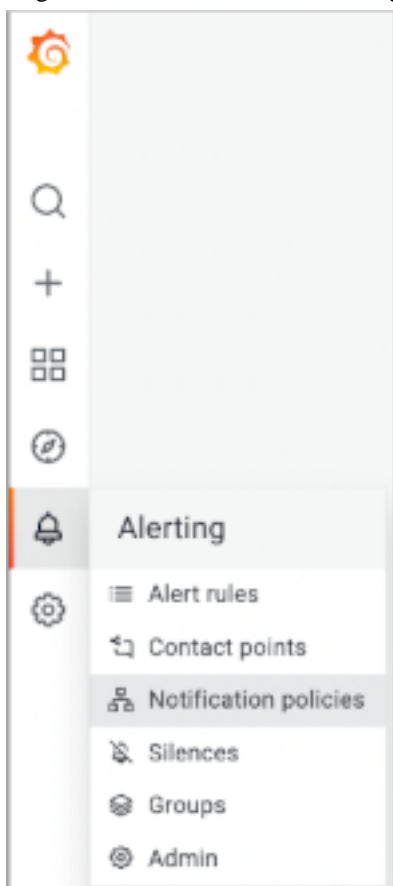 Alerting
Alert rules
Contact points
Notification policies
Silences
Groups
Admin